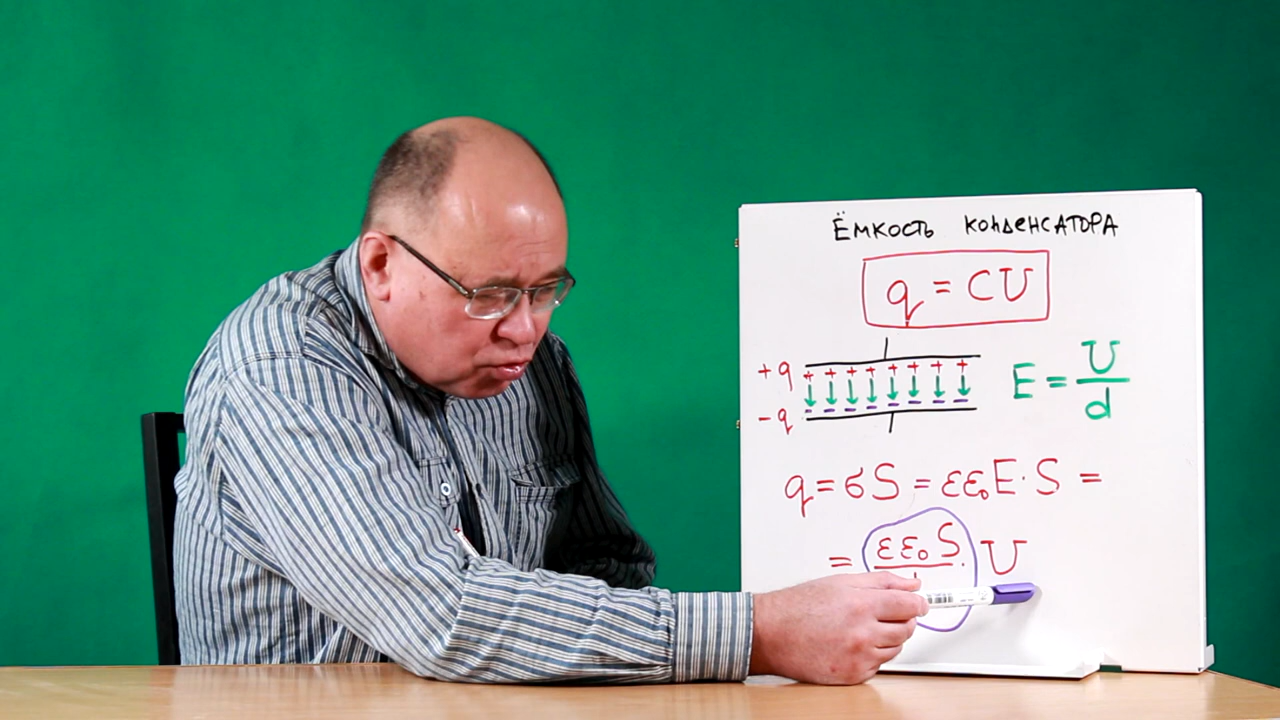 Ёмкость конденсатора
q = CU
+q + + + + + + + +
E = U/d
-q - - - - - - - -
q = σS = εε₀E·S =
= εε₀S · U